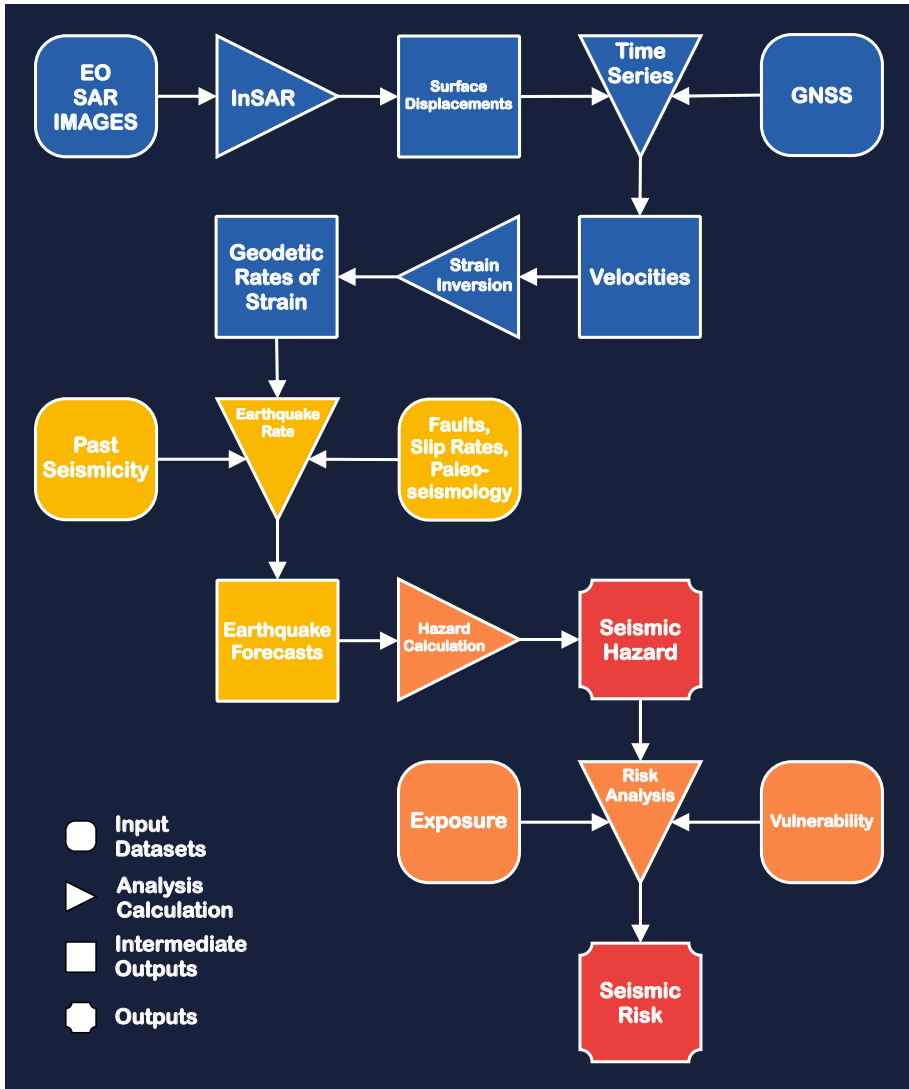 EO
SAR
IMAGES
InSAR
Surface
Displacements
Time
Series
GNSS
Geodetic
Rates of
Strain
Strain
Inversion
Velocities
Past
Seismicity
Earthquake
Rate
Faults,
Slip Rates,
Paleo-
seismology
Earthquake
Forecasts
Hazard
Calculation
Seismic
Hazard
Exposure
Risk
Analysis
Vulnerability
Input
Datasets
Analysis
Calculation
Intermediate
Outputs
Outputs
Seismic
Risk